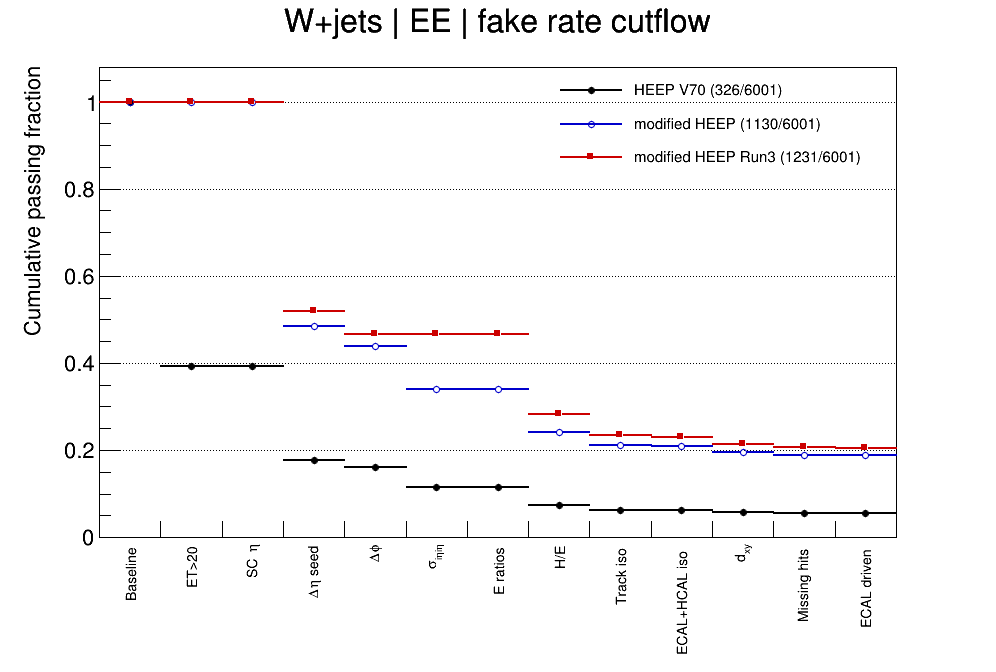 W+jets | EE | fake rate cutflow
Cumulative passing fraction
1
0.8
0.6
0.4
0.2
0
HEEP V70 (326/6001)
modified HEEP (1130/6001)
modified HEEP Run3 (1231/6001)
Baseline
ET>20
SC η
Δη seed
Δϕ
σiηiη
E ratios
H/E
Track iso
ECAL+HCAL iso
dxy
Missing hits
ECAL driven